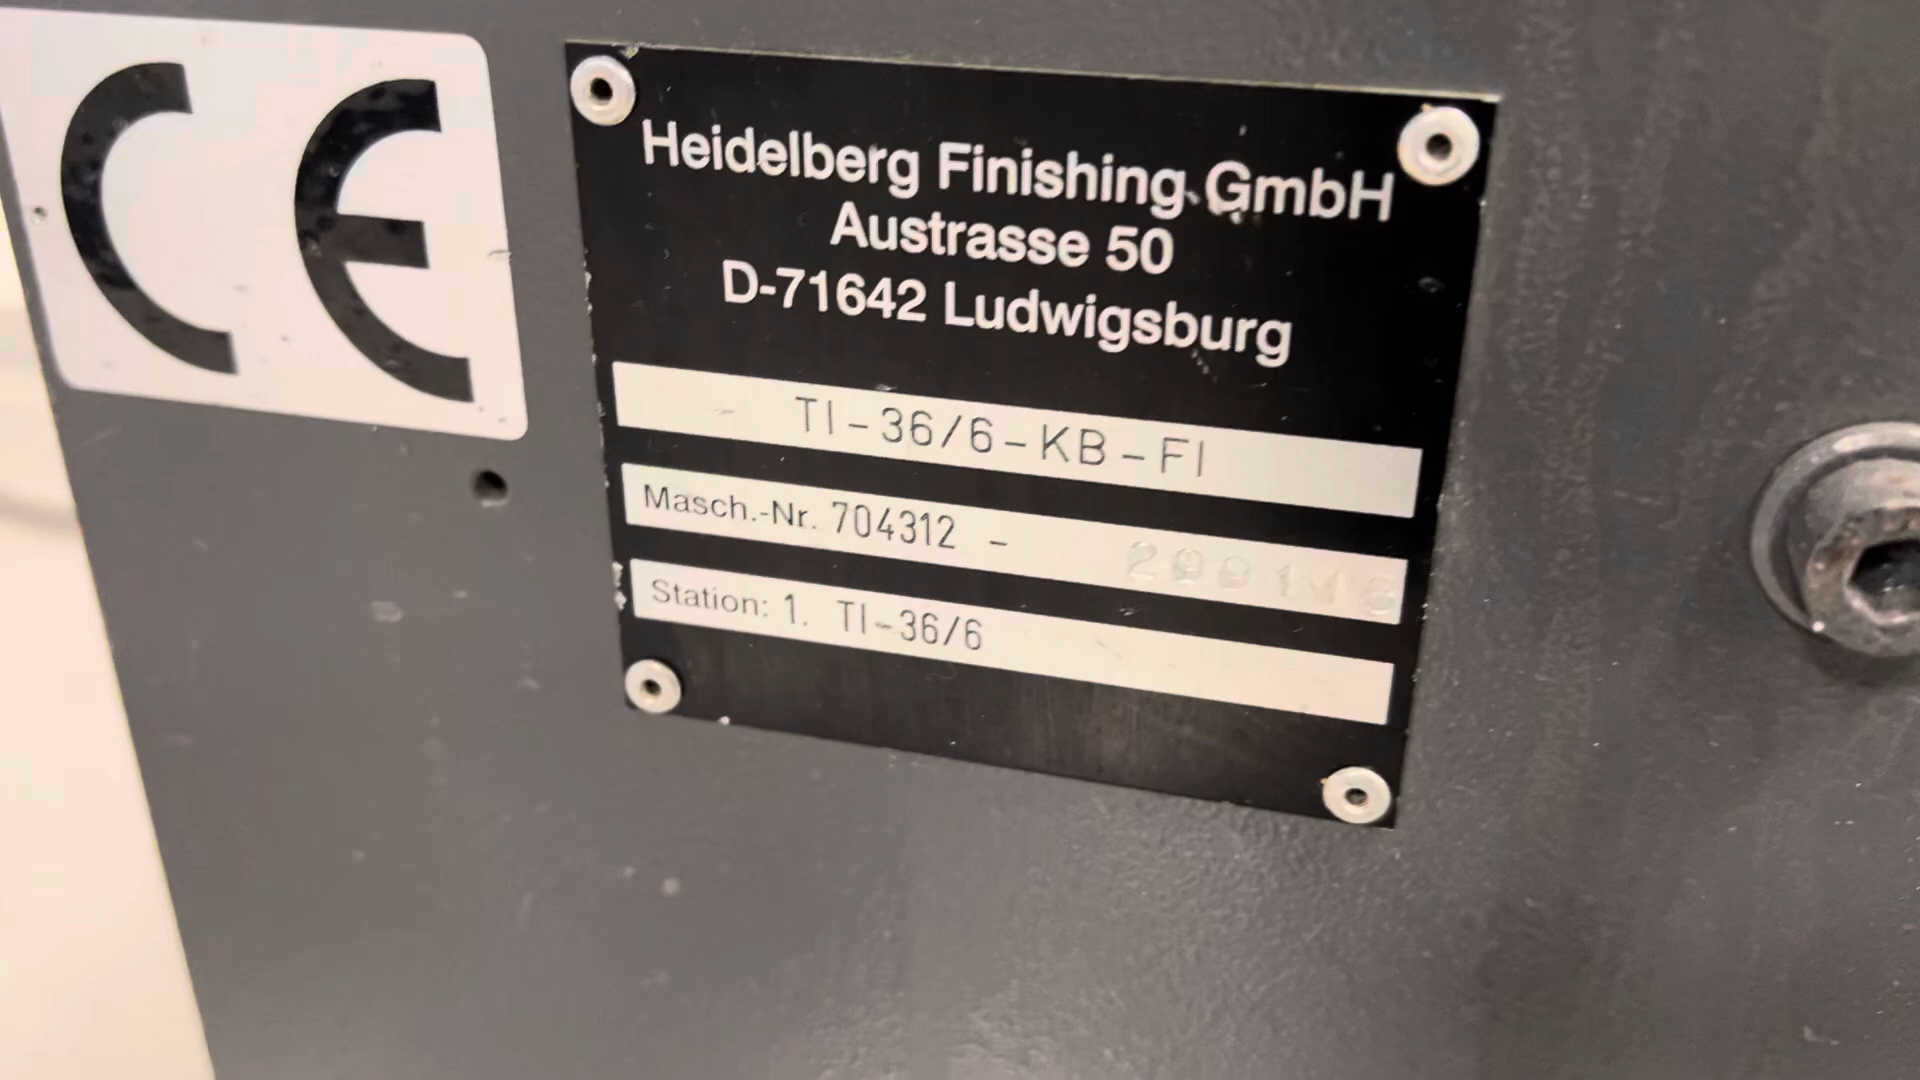 CE
Heidelberg Finishing GmbH
Austrasse 50
D-71642 Ludwigsburg
TI-36/6-KB-FI
Masch.-Nr. 704312 -
Station: 1. TI-36/6